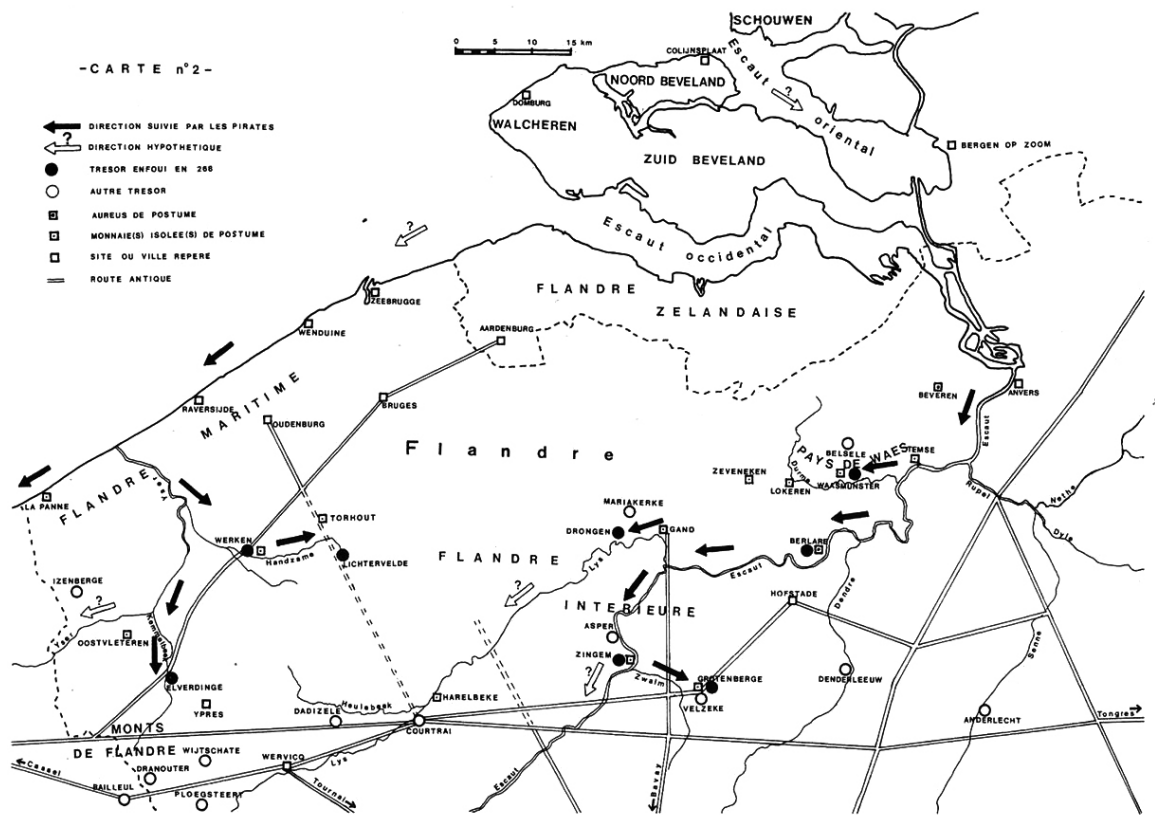 SCHOUWEN
0 5 10 15 km
COLIJNSPLAAT
Escaut oriental
?
-CARTE n°2-
NOORD BEVELAND
DOMBURG
WALCHEREN
DIRECTION SUIVIE PAR LES PIRATES
?
DIRECTION HYPOTHETIQUE
TRESOR ENFOUI EN 268
AUTRE TRESOR
AUREUS DE POSTUME
MONNAIE(S) ISOLEE(S) DE POSTUME
SITE OU VILLE REPERE
ROUTE ANTIQUE
BERGEN OP ZOOM
ZUID BEVELAND
Escaut occidental
?
FLANDRE
ZELANDAISE
ZEEBRUGGE
WENDUINE
AARDENBURG
RAVERSIJDE
BRUGES
OUDENBURG
FLANDRE MARITIME
BEVEREN
ANVERS
Escaut
Flandre
BELSELE
PAYS DE WAES
TEMSE
ZEVENEKEN
Durme
LOKEREN
WAASMUNSTER
Rupel
Nethe
Dyle
LA PANNE
Yser
MARIAKERKE
TORHOUT
DRONGEN
GAND
WERKEN
Handzame
LICHTERVELDE
BERLARE
Lys
Escaut
FLANDRE
INTERIEURE
IZENBERGE
?
?
HOFSTADE
Dendre
Yser
OOSTVLETEREN
Kemmelbeek
ASPER
Senne
ZINGEM
?
Zwalm
GROTENBERGE
ELVERDINGE
VELZEKE
DENDERLEEUW
YPRES
Heulebeek
HARELBEKE
DADIZELE
COURTRAI
ANDERLECHT
Tongres
MONTS
DE FLANDRE
WIJTSCHATE
WERVICQ
Lys
Cassel
DRANOUTER
BAILLEUL
PLOEGSTEERT
Tournai
Escaut
Bavay